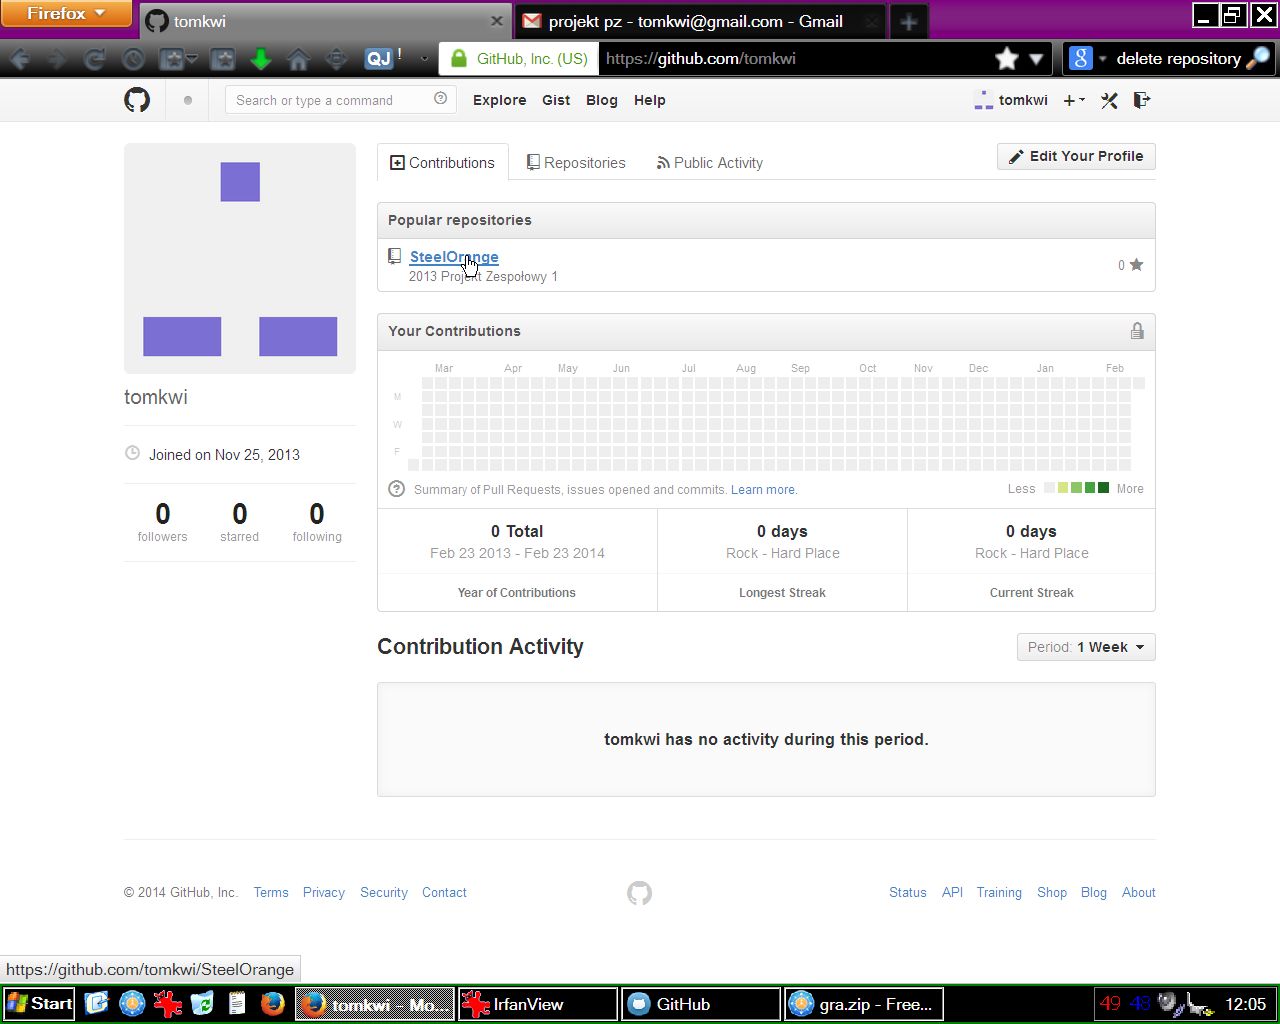 Firefox
tomkwi
projekt pz - tomkwi@gmail.com - Gmail
QJ !
GitHub, Inc. (US)
https://github.com/tomkwi
delete repository
Search or type a command
Explore Gist Blog Help
tomkwi
Contributions
Repositories
Public Activity
Edit Your Profile
Popular repositories
SteelOrange
2013 Projekt Zespołowy 1
0
Your Contributions
Mar Apr May Jun Jul Aug Sep Oct Nov Dec Jan Feb
M
W
F
Summary of Pull Requests, issues opened and commits. Learn more.
Less More
0 Total
Feb 23 2013 - Feb 23 2014
Year of Contributions
0 days
Rock - Hard Place
Longest Streak
0 days
Rock - Hard Place
Current Streak
tomkwi
Joined on Nov 25, 2013
0 0 0
followers starred following
Contribution Activity
Period: 1 Week
tomkwi has no activity during this period.
© 2014 GitHub, Inc. Terms Privacy Security Contact
Status API Training Shop Blog About
https://github.com/tomkwi/SteelOrange
Start
tomkwi - Mo...
IrfanView
GitHub
gra.zip - Free...
49 48
12:05